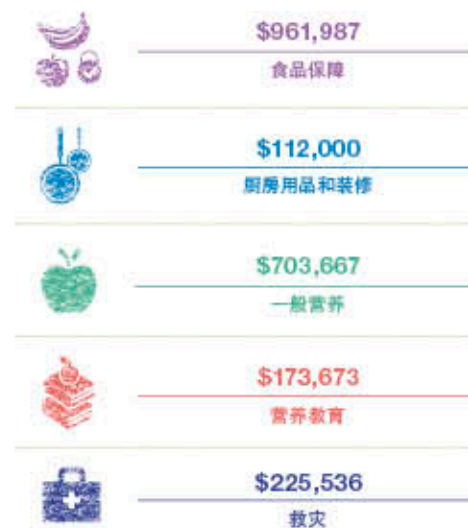 $961,987
食品保障
$112,000
厨房用品和装修
$703,667
一般营养
$173,673
营养教育
$225,536
救灾